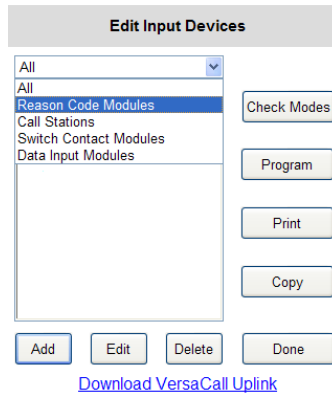 Edit Input Devices
All
All
Reason Code Modules
Call Stations
Switch Contact Modules
Data Input Modules
Check Modes
Program
Print
Copy
Add Edit Delete Done
Download VersaCall Uplink